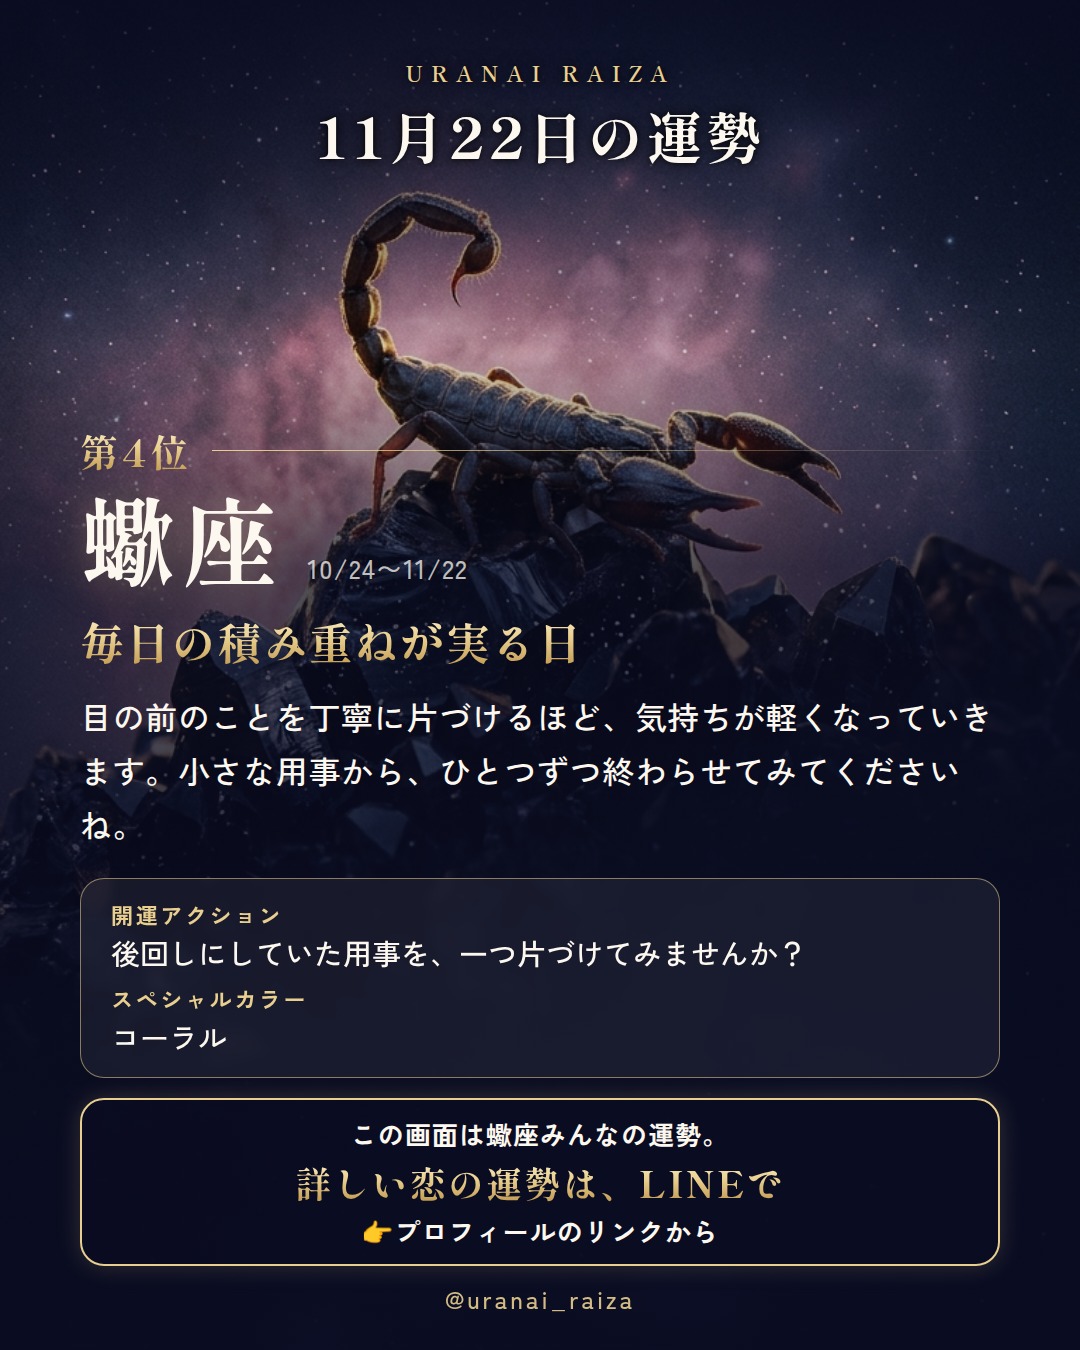 URANAI RAIZA
11月22日の運勢
第4位
蠍座 10/24〜11/22
毎日の積み重ねが実る日
目の前のことを丁寧に片づけるほど、気持ちが軽くなっていき
ます。小さな用事から、ひとつずつ終わらせてみてください
ね。
開運アクション
後回しにしていた用事を、一つ片づけてみませんか？
スペシャルカラー
コーラル
この画面は蠍座みんなの運勢。
詳しい恋の運勢は、LINEで
👉プロフィールのリンクから
@uranai_raiza